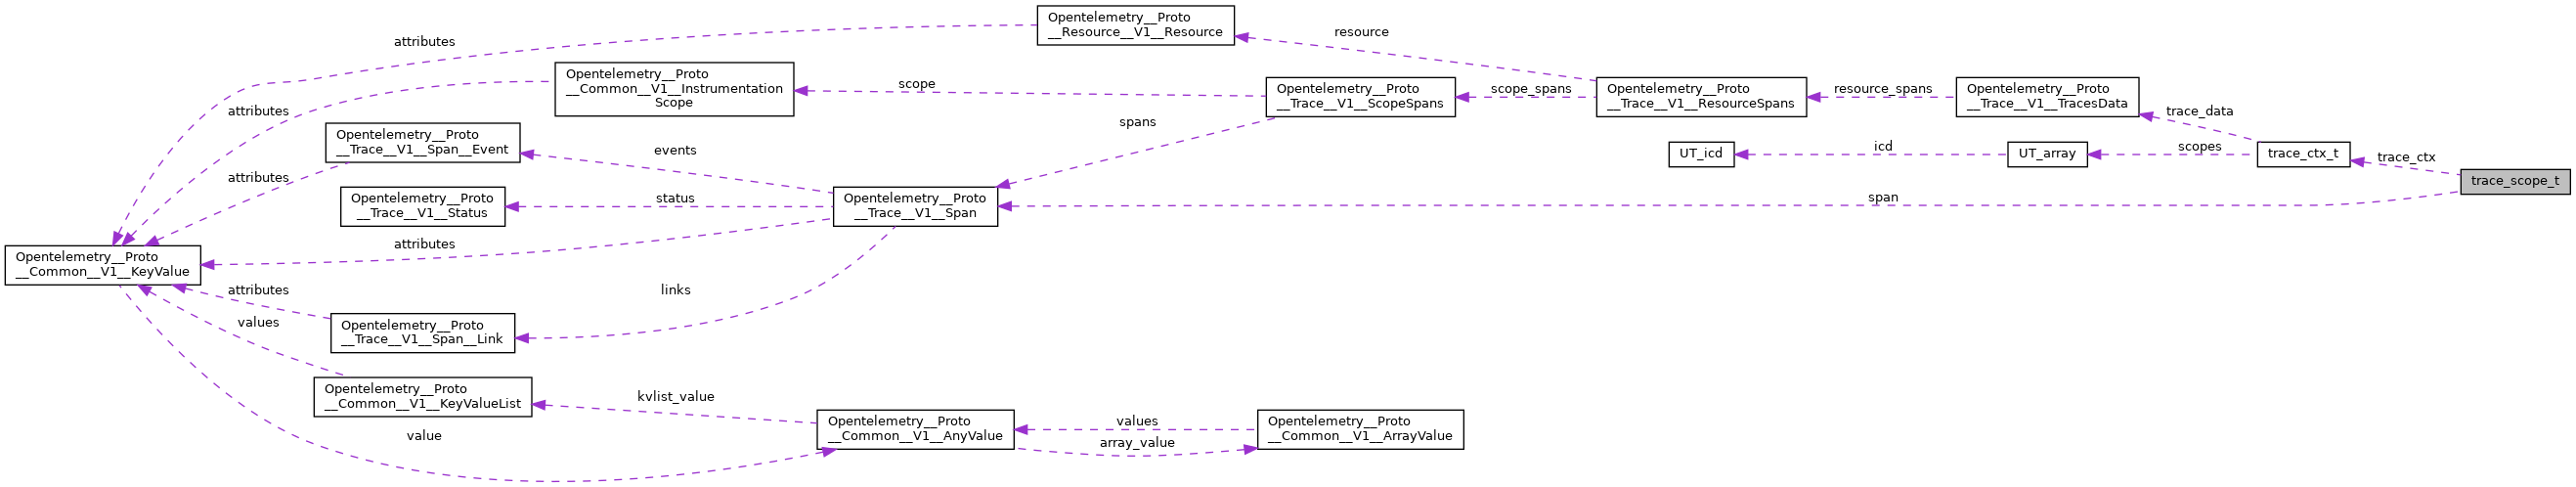 Opentelemetry__Proto
__Resource__V1__Resource
attributes
resource
Opentelemetry__Proto
__Common__V1__Instrumentation
Scope
attributes
scope
Opentelemetry__Proto
__Trace__V1__ScopeSpans
scope_spans
Opentelemetry__Proto
__Trace__V1__ResourceSpans
resource_spans
Opentelemetry__Proto
__Trace__V1__TracesData
trace_data
spans
Opentelemetry__Proto
__Trace__V1__Span__Event
events
attributes
UT_icd
icd
UT_array
scopes
trace_ctx_t
trace_ctx
trace_scope_t
Opentelemetry__Proto
__Trace__V1__Status
status
Opentelemetry__Proto
__Trace__V1__Span
span
attributes
Opentelemetry__Proto
__Common__V1__KeyValue
attributes
links
Opentelemetry__Proto
__Trace__V1__Span__Link
values
Opentelemetry__Proto
__Common__V1__KeyValueList
kvlist_value
value
Opentelemetry__Proto
__Common__V1__AnyValue
values
array_value
Opentelemetry__Proto
__Common__V1__ArrayValue